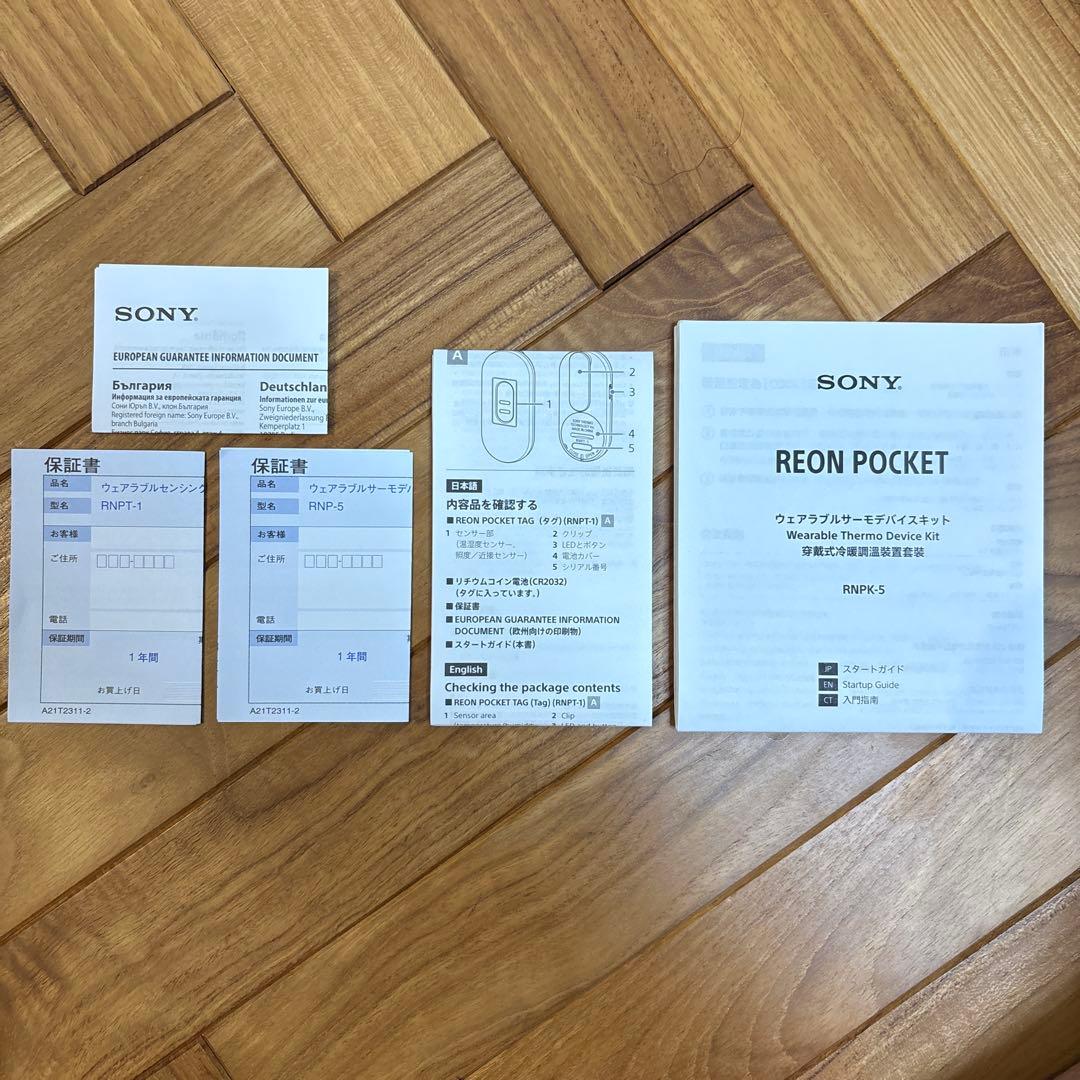 SONY®
EUROPEAN GUARANTEE INFORMATION DOCUMENT
България
Информация за европейската гаранция
Сони Юръп B.V., клон България
Registered foreign name: Sony Europe B.V.,
branch Bulgaria
Deutschlan
Informationen zur eu
Sony Europe B.V.,
Zweigniederlassung
Kemperplatz 1
保証書
品名 ウェアラブルセンシング
型名 RNPT-1
お客様
ご住所
電話
保証期間
1年間
お買上げ日
A21T2311-2
保証書
品名 ウェアラブルサーモデバ
型名 RNP-5
お客様
ご住所
電話
保証期間
1年間
お買上げ日
A21T2311-2
A
1
2
3
4
5
日本語
内容品を確認する
■ REON POCKET TAG (タグ)(RNPT-1) A
1 センサー部
(温湿度センサー、
照度/近接センサー)
2 クリップ
3 LEDとボタン
4 電池カバー
5 シリアル番号
■ リチウムコイン電池(CR2032)
(タグに入っています。)
■ 保証書
■ EUROPEAN GUARANTEE INFORMATION
DOCUMENT (欧州向けの印刷物)
■ スタートガイド(本書)
English
Checking the package contents
■ REON POCKET TAG (Tag) (RNPT-1) A
1 Sensor area
2 Clip
SONY®
REON POCKET
ウェアラブルサーモデバイスキット
Wearable Thermo Device Kit
穿戴式冷暖調溫裝置套裝
RNPK-5
JP スタートガイド
EN Startup Guide
CT 入門指南